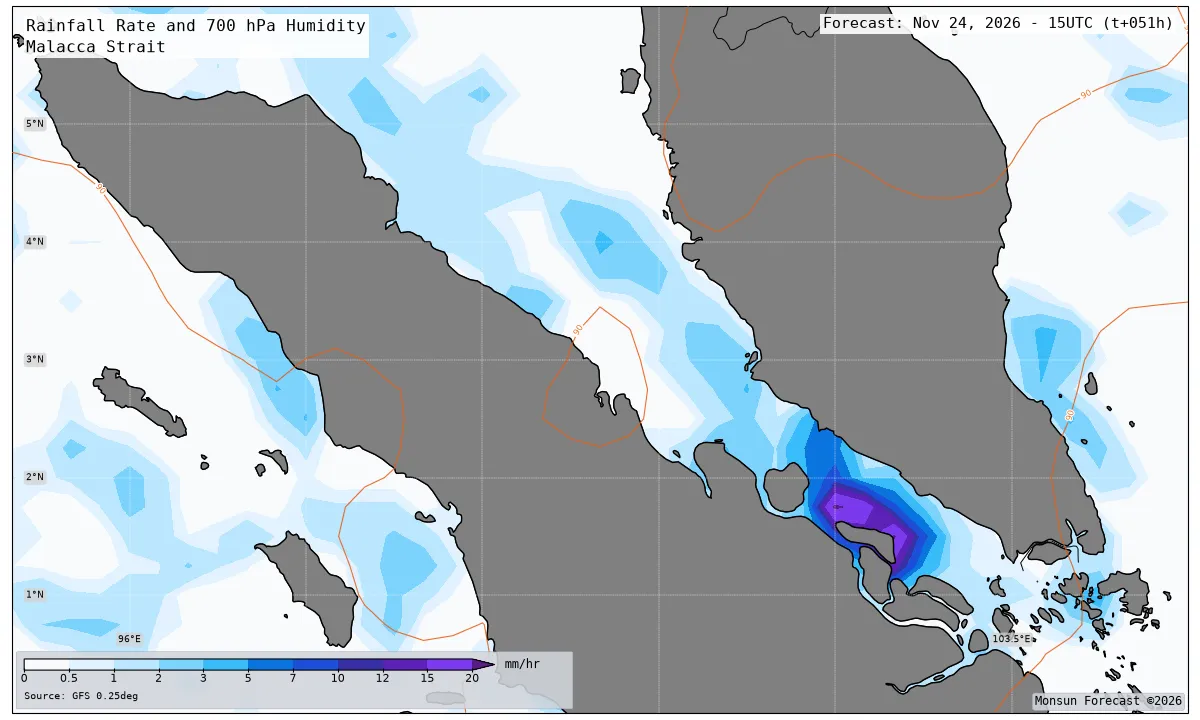 Rainfall Rate and 700 hPa Humidity
Malacca Strait
Forecast: Nov 24, 2026 - 15UTC (t+051h)
90
5°N
90
4°N
90
3°N
90
2°N
1°N
96°E
103.5°E
mm/hr
0 0.5 1 2 3 5 7 10 12 15 20
Source: GFS 0.25deg
Monsun Forecast ©2026